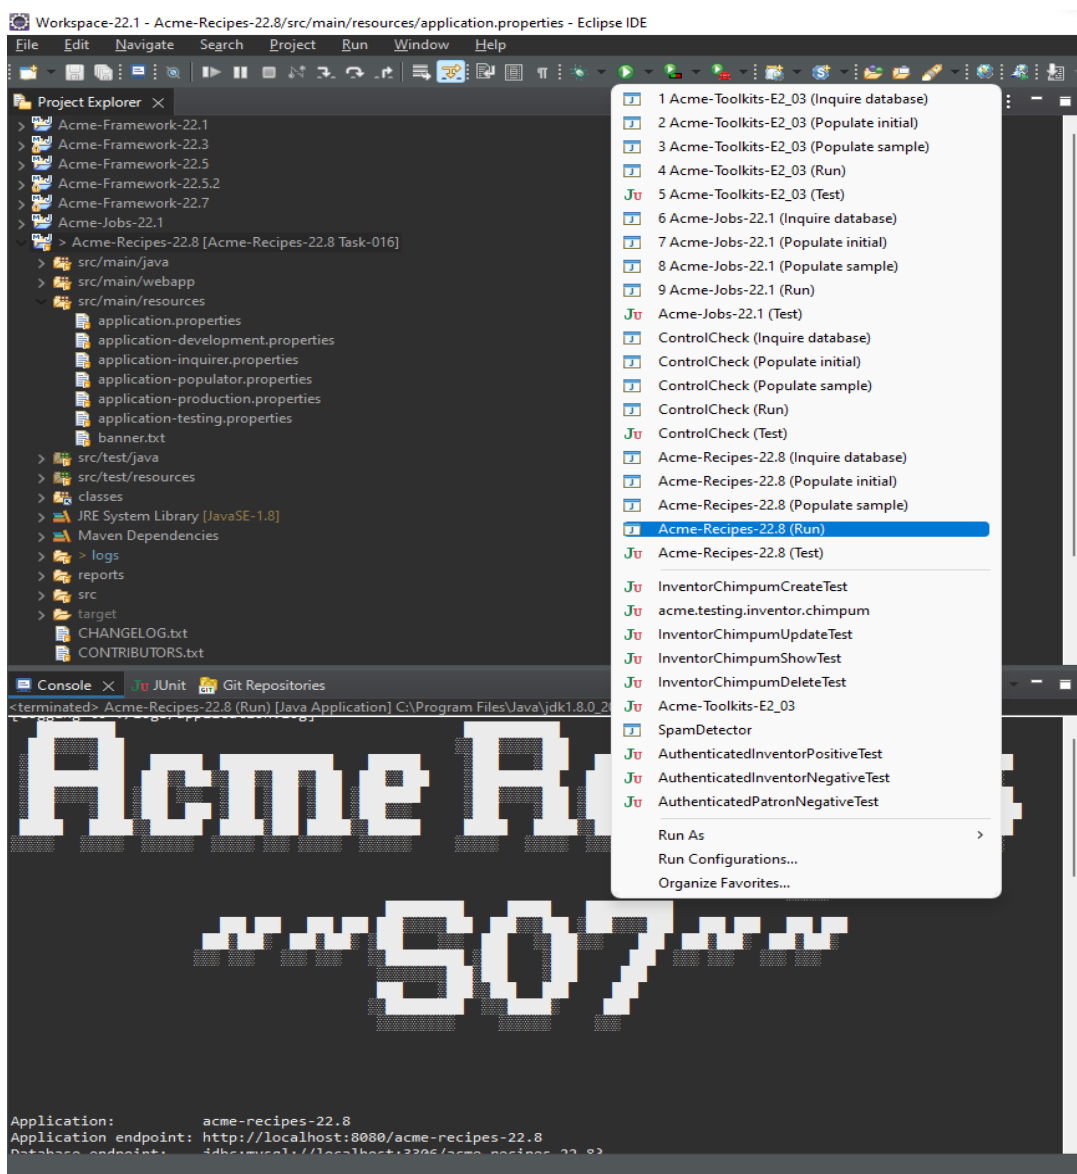 Workspace-22.1 - Acme-Recipes-22.8/src/main/resources/application.properties - Eclipse IDE
File Edit Navigate Search Project Run Window Help
Project Explorer
Acme-Framework-22.1
Acme-Framework-22.3
Acme-Framework-22.5
Acme-Framework-22.5.2
Acme-Framework-22.7
Acme-Jobs-22.1
> Acme-Recipes-22.8 [Acme-Recipes-22.8 Task-016]
src/main/java
src/main/webapp
src/main/resources
application.properties
application-development.properties
application-inquirer.properties
application-populator.properties
application-production.properties
application-testing.properties
banner.txt
src/test/java
src/test/resources
classes
JRE System Library [JavaSE-1.8]
Maven Dependencies
> logs
reports
src
target
CHANGELOG.txt
CONTRIBUTORS.txt
1 Acme-Toolkits-E2_03 (Inquire database)
2 Acme-Toolkits-E2_03 (Populate initial)
3 Acme-Toolkits-E2_03 (Populate sample)
4 Acme-Toolkits-E2_03 (Run)
5 Acme-Toolkits-E2_03 (Test)
6 Acme-Jobs-22.1 (Inquire database)
7 Acme-Jobs-22.1 (Populate initial)
8 Acme-Jobs-22.1 (Populate sample)
9 Acme-Jobs-22.1 (Run)
Acme-Jobs-22.1 (Test)
ControlCheck (Inquire database)
ControlCheck (Populate initial)
ControlCheck (Populate sample)
ControlCheck (Run)
ControlCheck (Test)
Acme-Recipes-22.8 (Inquire database)
Acme-Recipes-22.8 (Populate initial)
Acme-Recipes-22.8 (Populate sample)
Acme-Recipes-22.8 (Run)
Acme-Recipes-22.8 (Test)
InventorChimpumCreateTest
acme.testing.inventor.chimpum
InventorChimpumUpdateTest
InventorChimpumShowTest
InventorChimpumDeleteTest
Acme-Toolkits-E2_03
SpamDetector
AuthenticatedInventorPositiveTest
AuthenticatedInventorNegativeTest
AuthenticatedPatronNegativeTest
Run As
Run Configurations...
Organize Favorites...
Console JUnit Git Repositories
<terminated> Acme-Recipes-22.8 (Run) [Java Application] C:\Program Files\Java\jdk1.8.0_2
Acme Re
~~S07~~
Application: acme-recipes-22.8
Application endpoint: http://localhost:8080/acme-recipes-22.8
Database endpoint: jdbc:mysql://localhost:3306/acme-recipes-22.8?